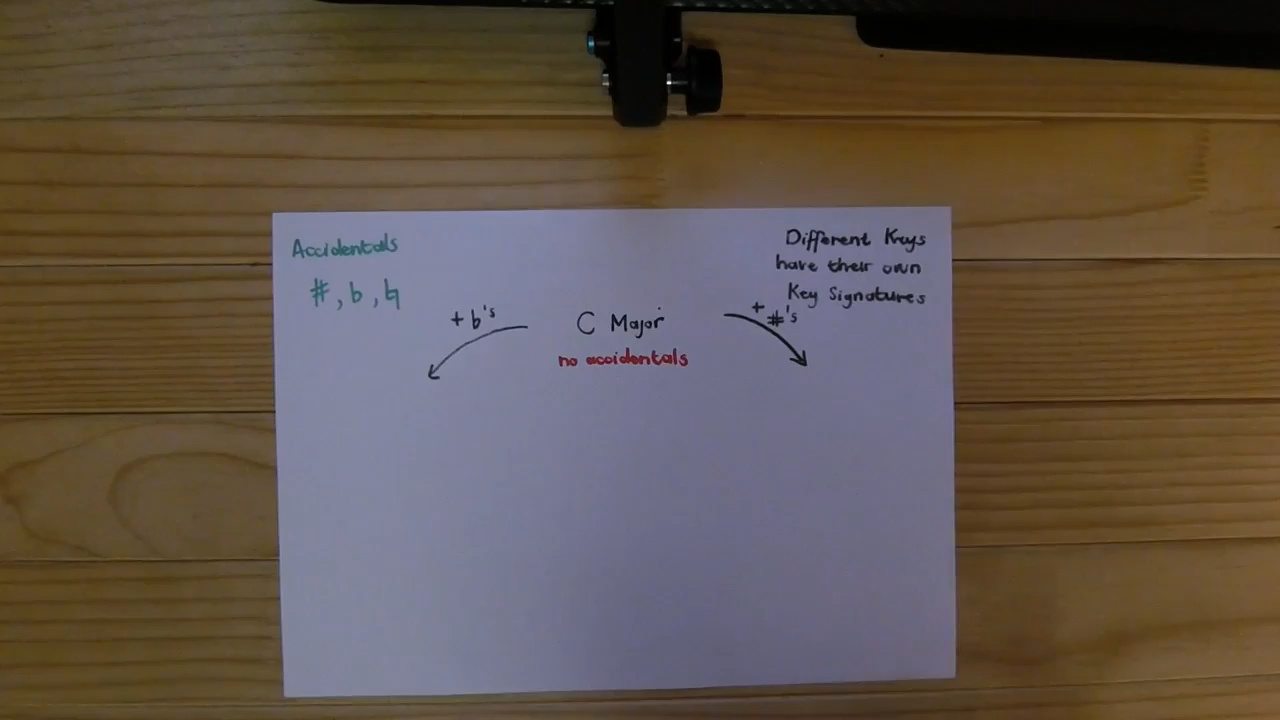 Accidentals
#, b, ♮
Different Keys
have their own
Key Signatures
+ b's
C Major
+ #'s
no accidentals